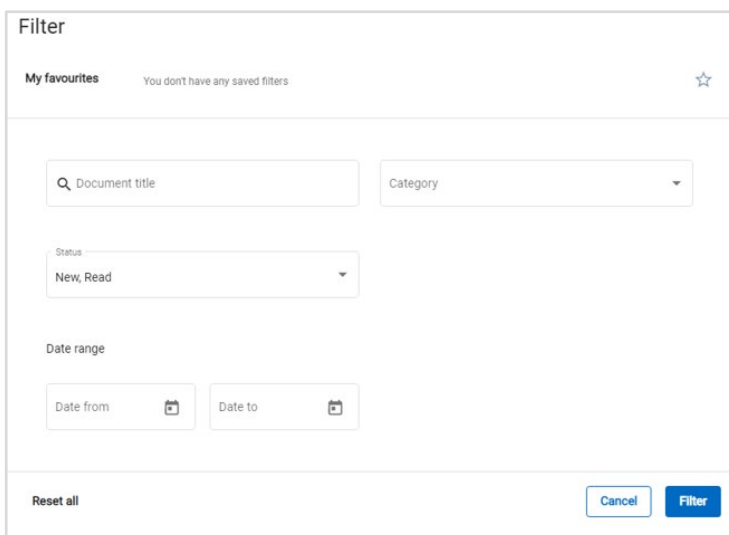 Filter
My favourites You don't have any saved filters
Document title Category
Status
New, Read
Date range
Date from Date to
Reset all Cancel Filter